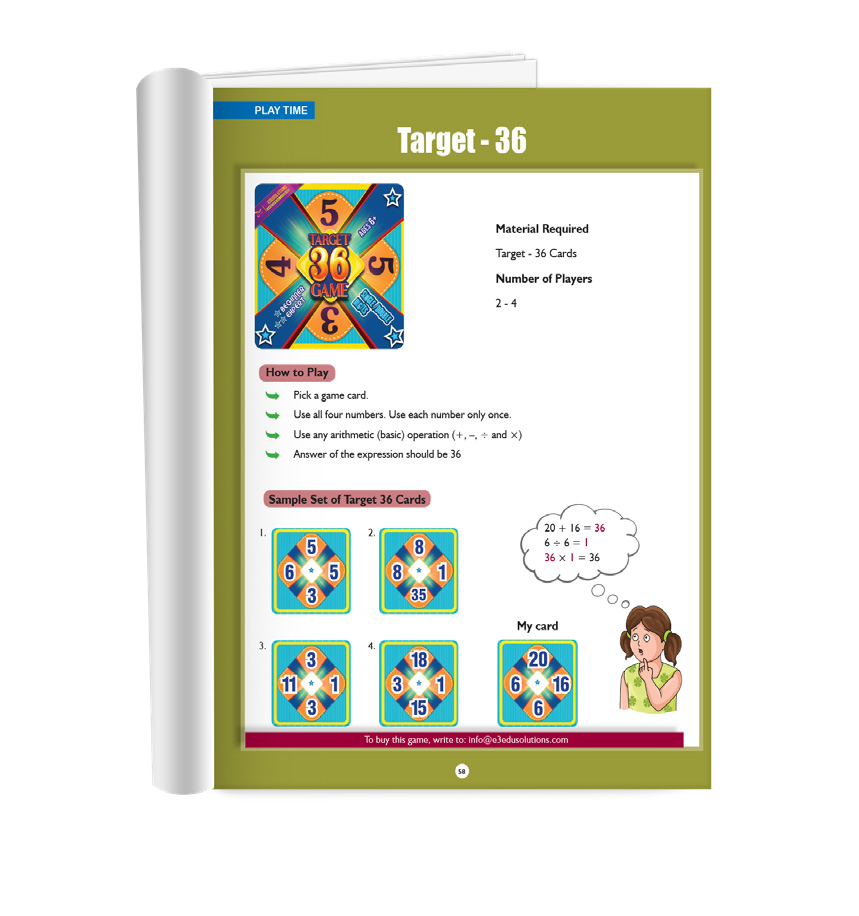 PLAY TIME
Target - 36
5
AGES 6+
TARGET
4
36
5
GAME
BEGINNER
EXPERT
3
Material Required
Target - 36 Cards
Number of Players
2 - 4
How to Play
Pick a game card.
Use all four numbers. Use each number only once.
Use any arithmetic (basic) operation (+, –, ÷ and ×)
Answer of the expression should be 36
Sample Set of Target 36 Cards
1.
5
6 5
3
2.
8
8 1
35
20 + 16 = 36
6 ÷ 6 = 1
36 × 1 = 36
3.
3
11 1
3
4.
18
3 1
15
My card
20
6 16
6
To buy this game, write to: info@e3edusolutions.com
58